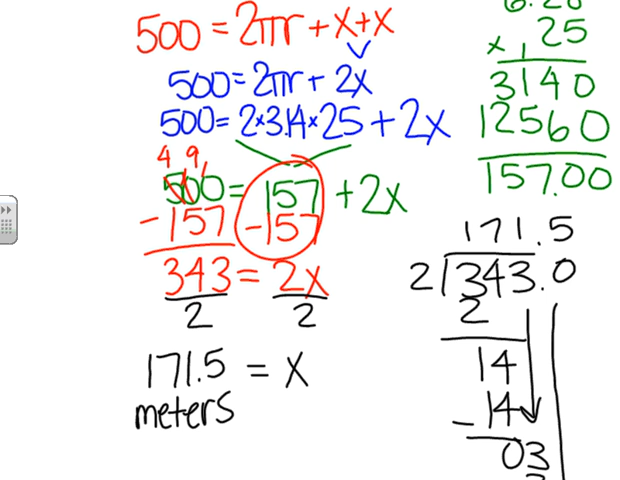 500 = 2πr + x + x
500 = 2πr + 2x
500 = 2×3.14×25 + 2x
4 9 1
500 = 157 + 2x
-157 -157
343 = 2x
2 2
171.5 = x
meters
6.28
× 25
3140
12560
157.00
171.5
2)343.0
2
14
-14
03